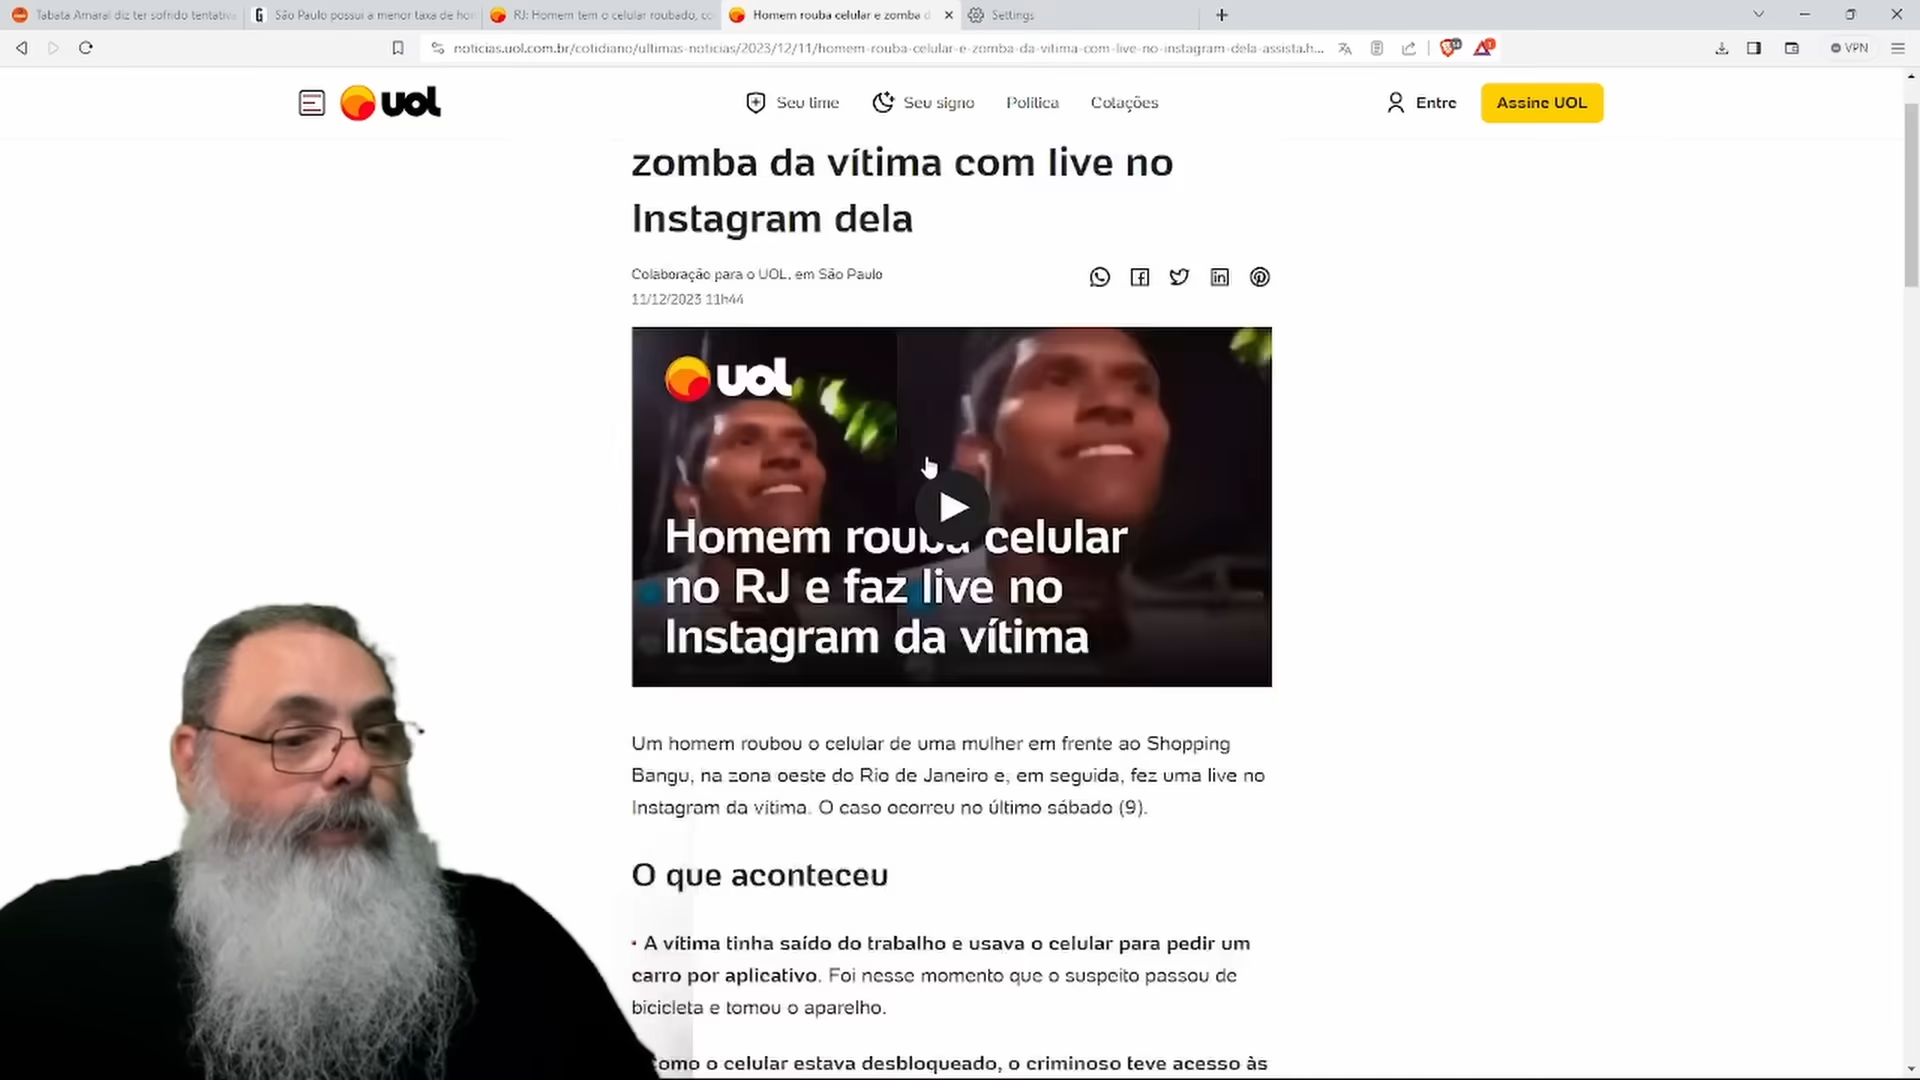 Tabata Amaral diz ter sofrido tentativa
São Paulo possui a menor taxa de hom
RJ: Homem tem o celular roubado, co
Homem rouba celular e zomba d
Settings
noticias.uol.com.br/cotidiano/ultimas-noticias/2023/12/11/homem-rouba-celular-e-zomba-da-vitima-com-live-no-instagram-dela-assista.h...
VPN
uol
Seu time
Seu signo
Política
Cotações
Entre
Assine UOL
zomba da vítima com live no
Instagram dela
Colaboração para o UOL, em São Paulo
11/12/2023 11h44
uol
Homem rouba celular
no RJ e faz live no
Instagram da vítima
Um homem roubou o celular de uma mulher em frente ao Shopping
Bangu, na zona oeste do Rio de Janeiro e, em seguida, fez uma live no
Instagram da vítima. O caso ocorreu no último sábado (9).
O que aconteceu
· A vítima tinha saído do trabalho e usava o celular para pedir um
carro por aplicativo. Foi nesse momento que o suspeito passou de
bicicleta e tomou o aparelho.
omo o celular estava desbloqueado, o criminoso teve acesso às